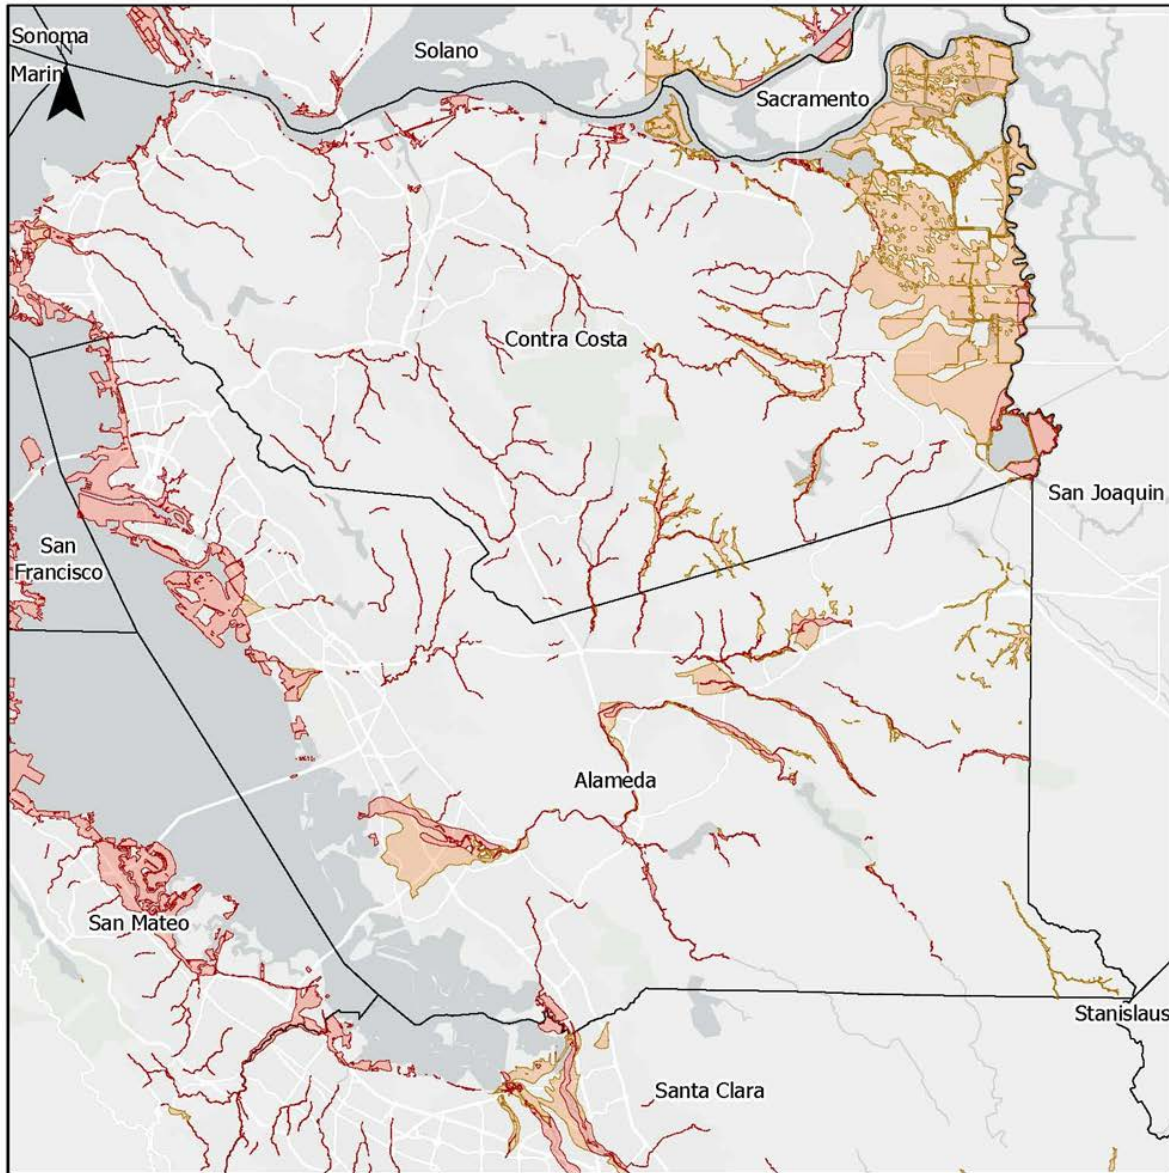 Sonoma
Marin
Solano
Sacramento
Contra Costa
San Joaquin
San
Francisco
Alameda
San Mateo
Stanislaus
Santa Clara